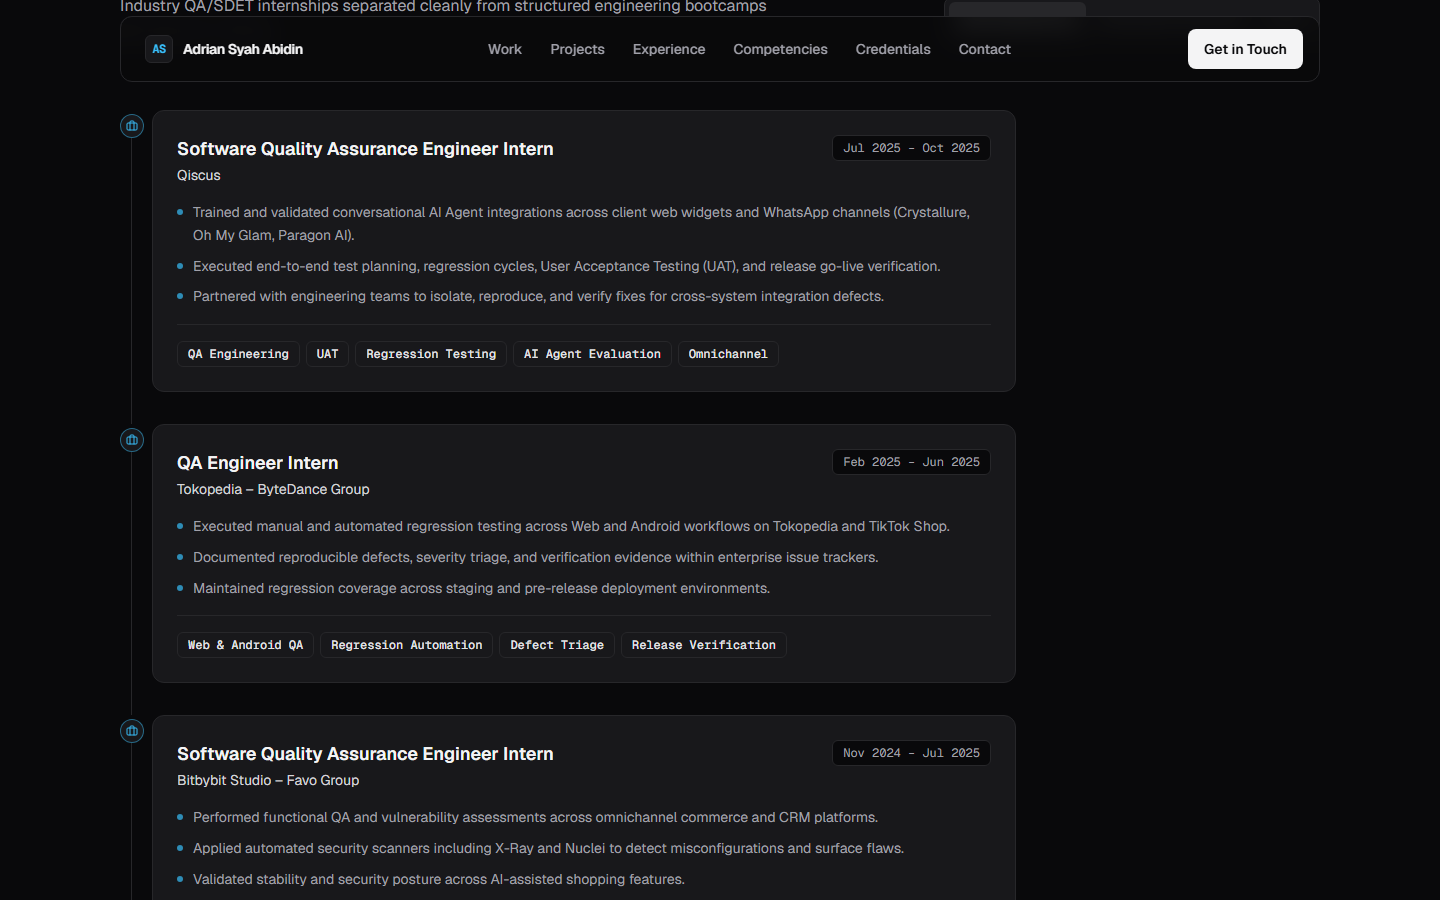 Industry QA/SDET internships separated cleanly from structured engineering bootcamps
AS Adrian Syah Abidin Work Projects Experience Competencies Credentials Contact Get in Touch
Software Quality Assurance Engineer Intern Jul 2025 – Oct 2025
Qiscus
Trained and validated conversational AI Agent integrations across client web widgets and WhatsApp channels (Crystallure,
Oh My Glam, Paragon AI).
Executed end-to-end test planning, regression cycles, User Acceptance Testing (UAT), and release go-live verification.
Partnered with engineering teams to isolate, reproduce, and verify fixes for cross-system integration defects.
QA Engineering UAT Regression Testing AI Agent Evaluation Omnichannel
QA Engineer Intern Feb 2025 – Jun 2025
Tokopedia – ByteDance Group
Executed manual and automated regression testing across Web and Android workflows on Tokopedia and TikTok Shop.
Documented reproducible defects, severity triage, and verification evidence within enterprise issue trackers.
Maintained regression coverage across staging and pre-release deployment environments.
Web & Android QA Regression Automation Defect Triage Release Verification
Software Quality Assurance Engineer Intern Nov 2024 – Jul 2025
Bitbybit Studio – Favo Group
Performed functional QA and vulnerability assessments across omnichannel commerce and CRM platforms.
Applied automated security scanners including X-Ray and Nuclei to detect misconfigurations and surface flaws.
Validated stability and security posture across AI-assisted shopping features.